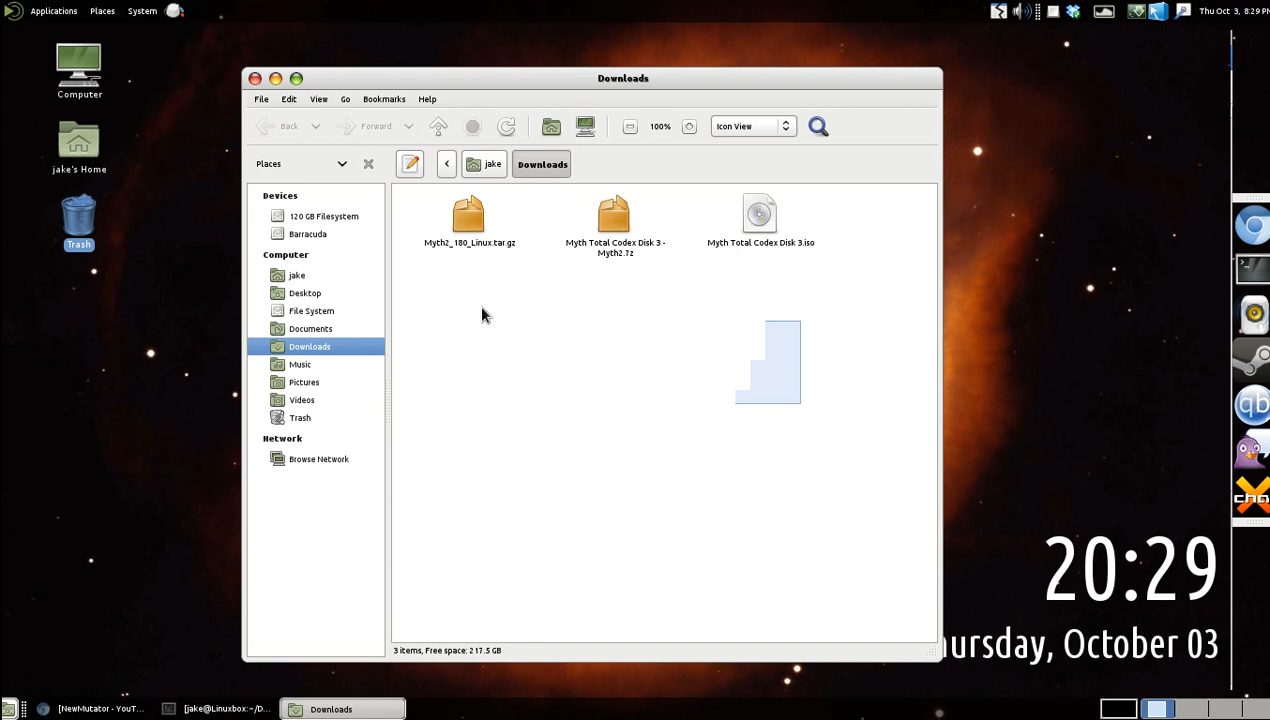 Applications Places System Thu Oct 3, 8:29 P
Downloads
Computer
File Edit View Go Bookmarks Help
Back Forward 100% Icon View
jake's Home
Places jake Downloads
Trash
Devices
120 GB Filesystem
Barracuda
Computer
jake
Desktop
File System
Documents
Downloads
Music
Pictures
Videos
Trash
Network
Browse Network
Myth2_180_Linux.tar.gz
Myth Total Codex Disk 3 -
Myth2.7z
Myth Total Codex Disk 3.iso
qb
cha
20:29
hursday, October 03
3 items, Free space: 217.5 GB
[NewMutator - YouT... [jake@Linuxbox:~/D... Downloads